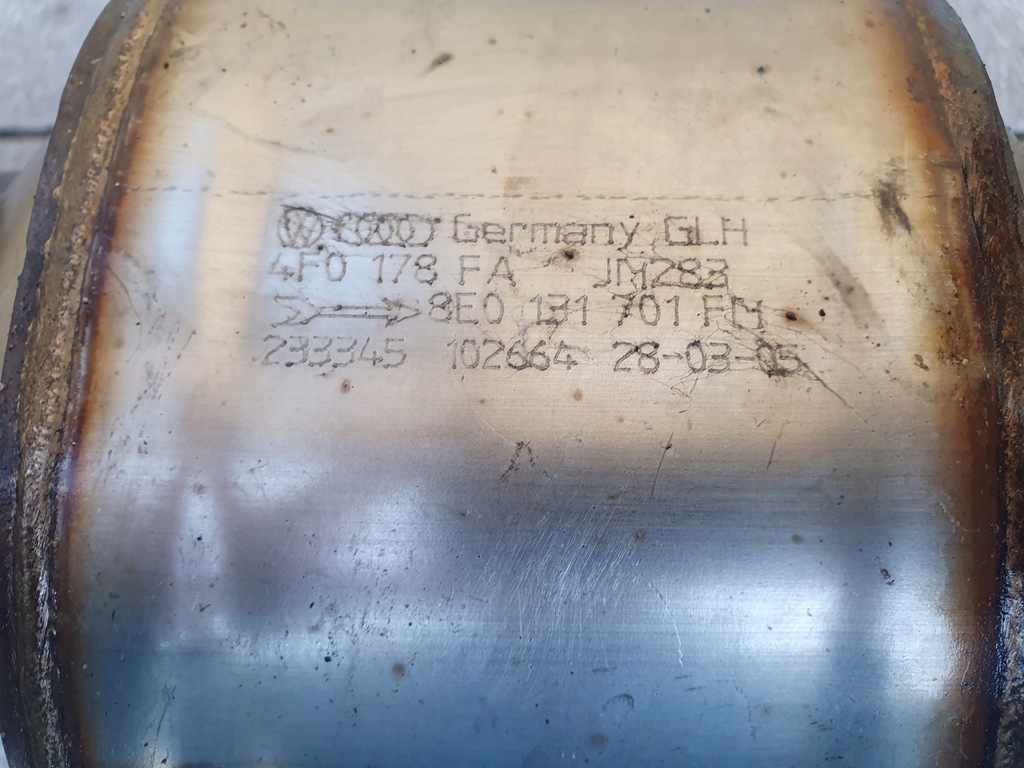 Germany GLH
4F0 178 FA JM283
8E0 131 701 FM
233345 102664 28-03-05
A